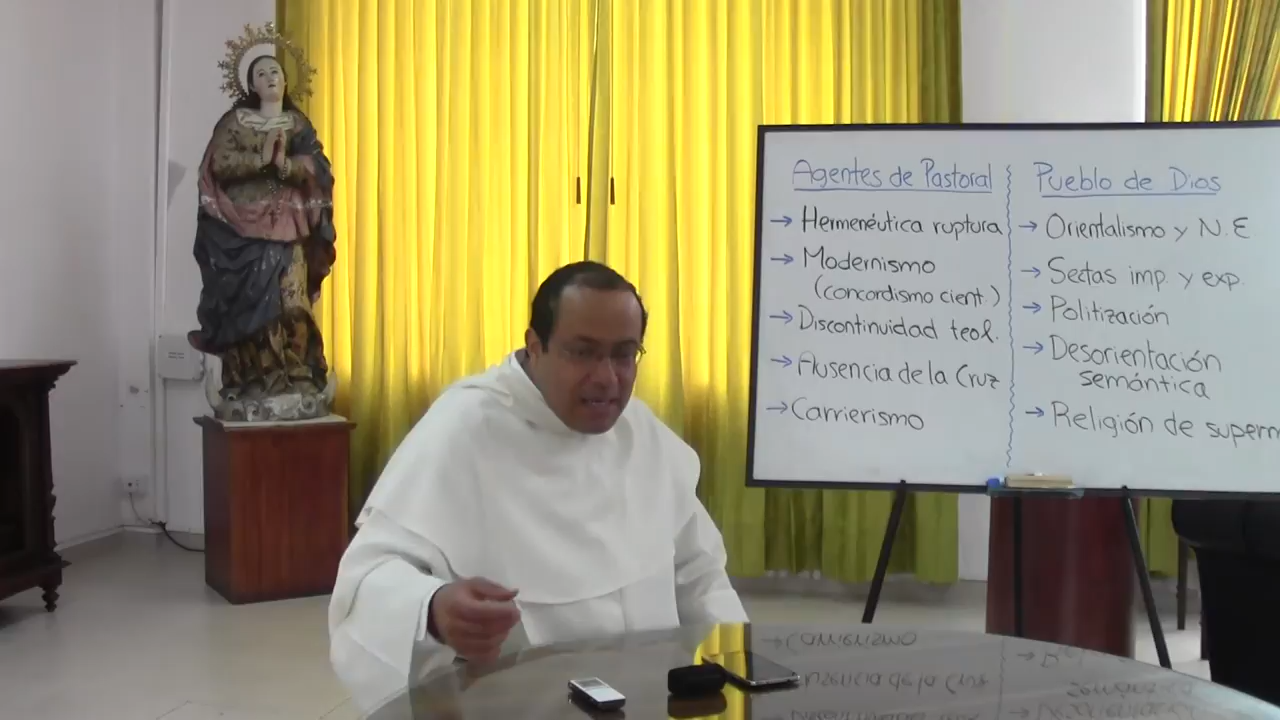 Agentes de Pastoral
→ Hermenéutica ruptura
→ Modernismo
(concordismo cient.)
→ Discontinuidad teol.
→ Ausencia de la Cruz
→ Carrierismo
Pueblo de Dios
→ Orientalismo y N.E
→ Sectas imp. y exp.
→ Politización
→ Desorientación
semántica
→ Religión de superm